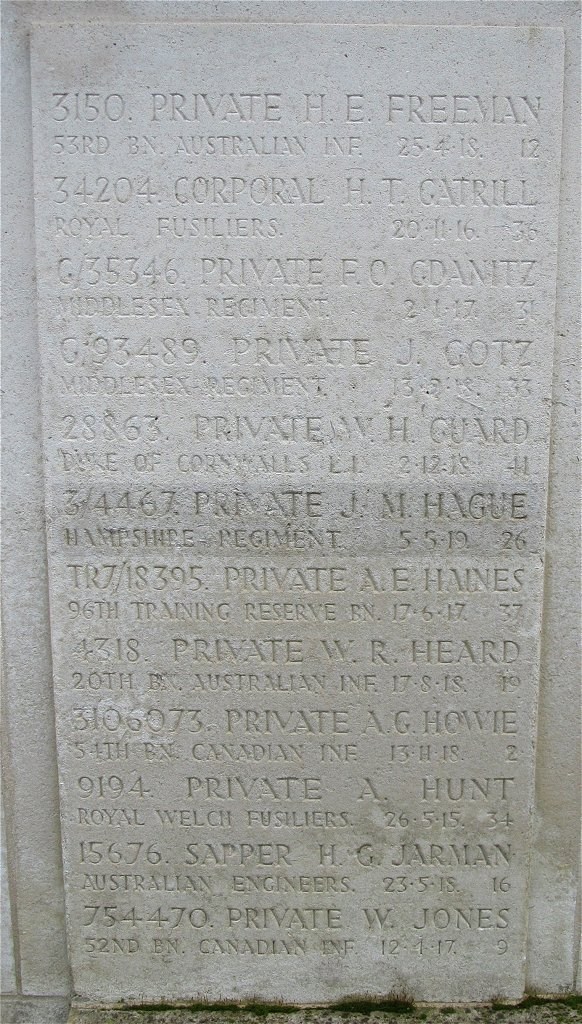 3150. PRIVATE H. E. FREEMAN
53RD BN. AUSTRALIAN INF. 25·4·18. 12
34204. CORPORAL H. T. GATRILL
ROYAL FUSILIERS. 20·11·16. 36
G/35346. PRIVATE F. O. GDANITZ
MIDDLESEX REGIMENT. 2·1·17. 31
G/93489. PRIVATE J. GOTZ
MIDDLESEX REGIMENT. 33
28863. PRIVATE W. H. GUARD
DUKE OF CORNWALLS L.I. 2·12·18. 41
3/4467. PRIVATE J. M. HAGUE
HAMPSHIRE REGIMENT. 5·5·19. 26
TR7/18395. PRIVATE A. E. HAINES
96TH TRAINING RESERVE BN. 17·6·17. 37
4318. PRIVATE W. R. HEARD
20TH BN. AUSTRALIAN INF. 17·8·18. 19
3106073. PRIVATE A. G. HOWIE
54TH BN. CANADIAN INF. 13·11·18. 2
9194. PRIVATE A. HUNT
ROYAL WELCH FUSILIERS. 26·5·15. 34
15676. SAPPER H. G. JARMAN
AUSTRALIAN ENGINEERS. 23·5·18. 16
754470. PRIVATE W. JONES
52ND BN. CANADIAN INF. 12·1·17. 9